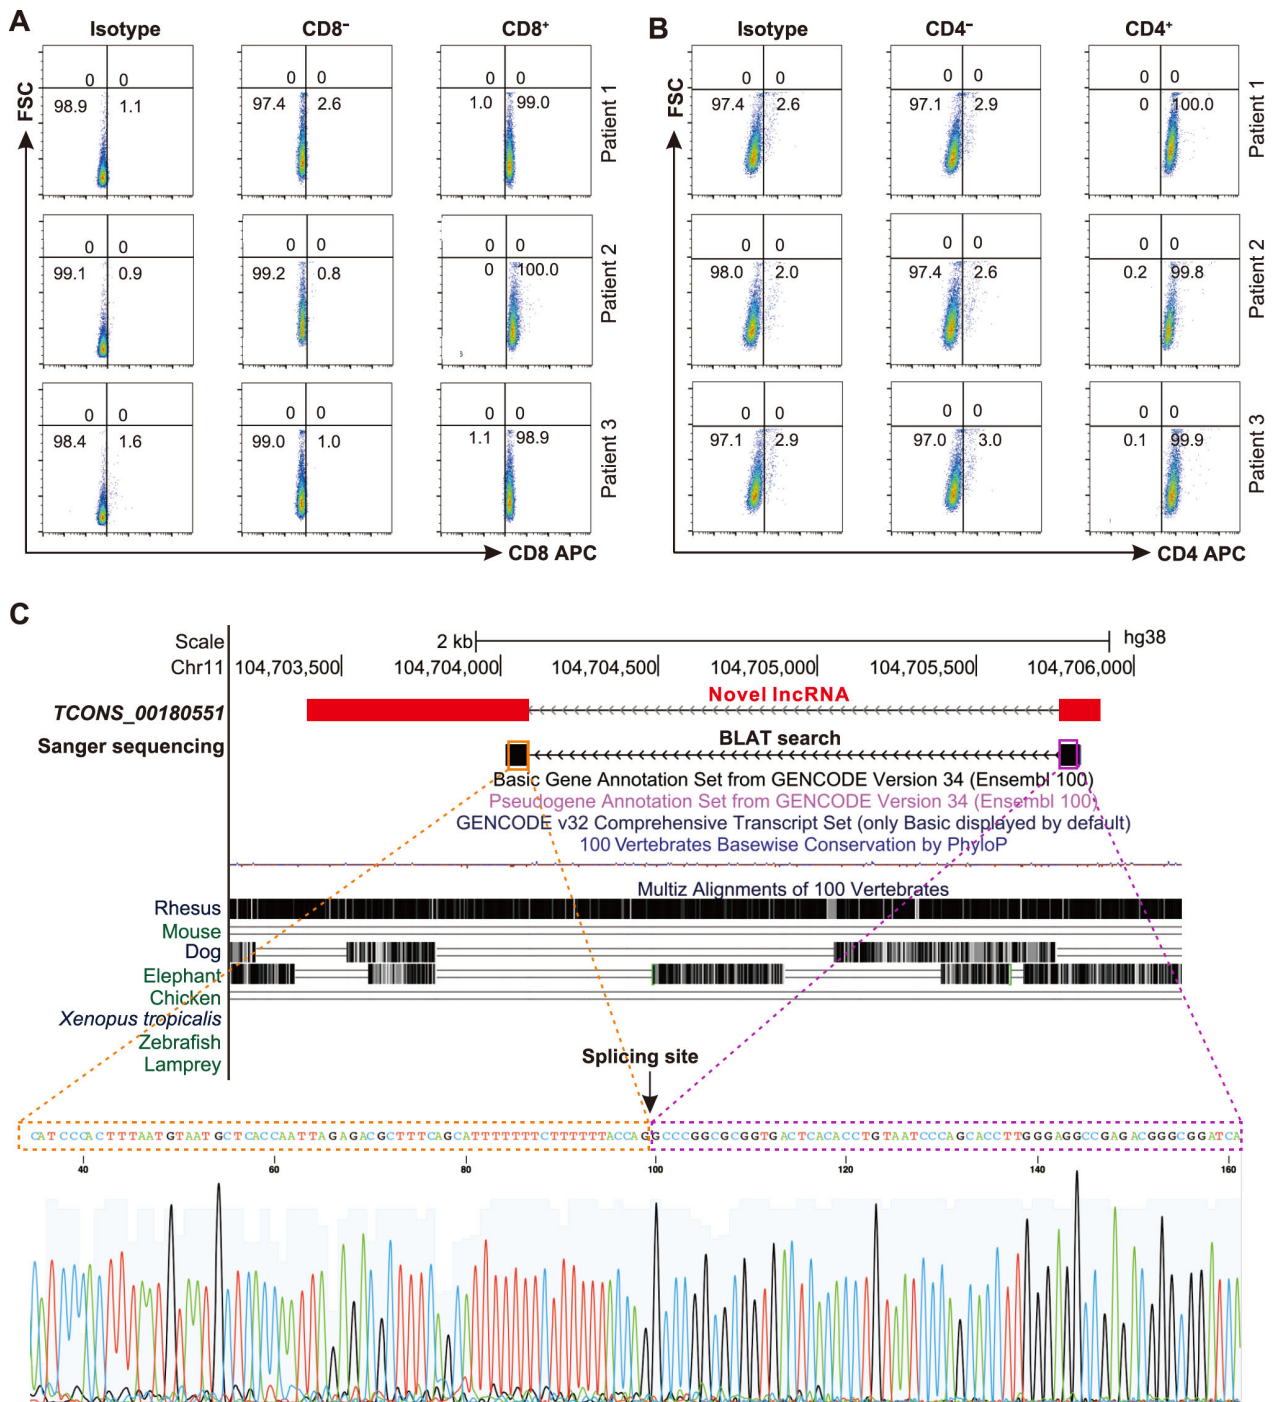 A
Isotype CD8⁻ CD8⁺
0 0 0 0 0 0
98.9 1.1 97.4 2.6 1.0 99.0
Patient 1
0 0 0 0 0 0
99.1 0.9 99.2 0.8 0 100.0
Patient 2
0 0 0 0 0 0
98.4 1.6 99.0 1.0 1.1 98.9
Patient 3
FSC
CD8 APC
B
Isotype CD4⁻ CD4⁺
0 0 0 0 0 0
97.4 2.6 97.1 2.9 0 100.0
Patient 1
0 0 0 0 0 0
98.0 2.0 97.4 2.6 0.2 99.8
Patient 2
0 0 0 0 0 0
97.1 2.9 97.0 3.0 0.1 99.9
Patient 3
FSC
CD4 APC
C
Scale 2 kb hg38
Chr11 104,703,500 104,704,000 104,704,500 104,705,000 104,705,500 104,706,000
Novel lncRNA
TCONS_00180551
Sanger sequencing BLAT search
Basic Gene Annotation Set from GENCODE Version 34 (Ensembl 100)
Pseudogene Annotation Set from GENCODE Version 34 (Ensembl 100)
GENCODE v32 Comprehensive Transcript Set (only Basic displayed by default)
100 Vertebrates Basewise Conservation by PhyloP
Multiz Alignments of 100 Vertebrates
Rhesus
Mouse
Dog
Elephant
Chicken
Xenopus tropicalis
Zebrafish
Lamprey
Splicing site
CATCCCACTTTAATGTAATGCTCACCAATTAGAGACGCTTTCAGCATTTTTTTCTTTTTTACCAGGCCCGGCGCGGTGACTCACACCTGTAATCCCAGCACCTTGGGAGGCCGAGACGGGCGGATCA
40 60 80 100 120 140 160